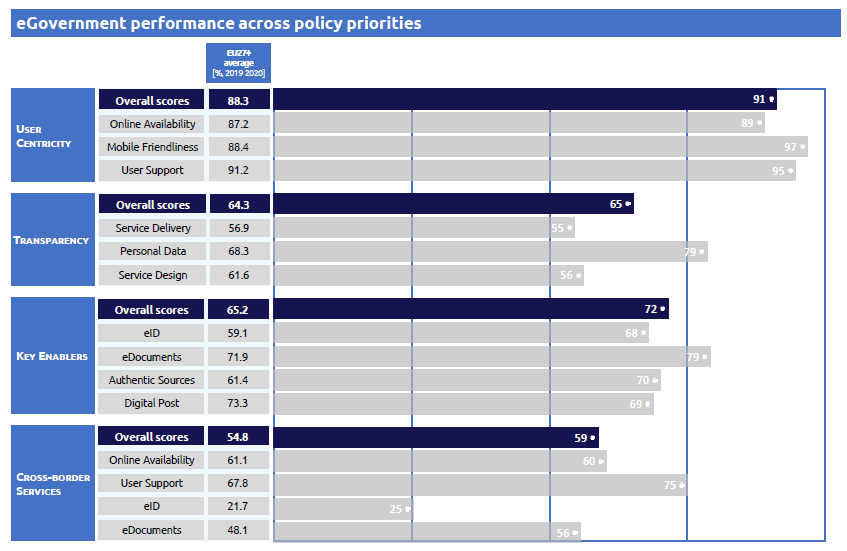 eGovernment performance across policy priorities
EU27+
average
[%, 2019 2020]
USER
CENTRICITY
Overall scores 88.3 91
Online Availability 87.2 89
Mobile Friendliness 88.4 97
User Support 91.2 95
TRANSPARENCY
Overall scores 64.3 65
Service Delivery 56.9 55
Personal Data 68.3 79
Service Design 61.6 56
KEY ENABLERS
Overall scores 65.2 72
eID 59.1 68
eDocuments 71.9 79
Authentic Sources 61.4 70
Digital Post 73.3 69
CROSS-BORDER
SERVICES
Overall scores 54.8 59
Online Availability 61.1 60
User Support 67.8 75
eID 21.7 25
eDocuments 48.1 56